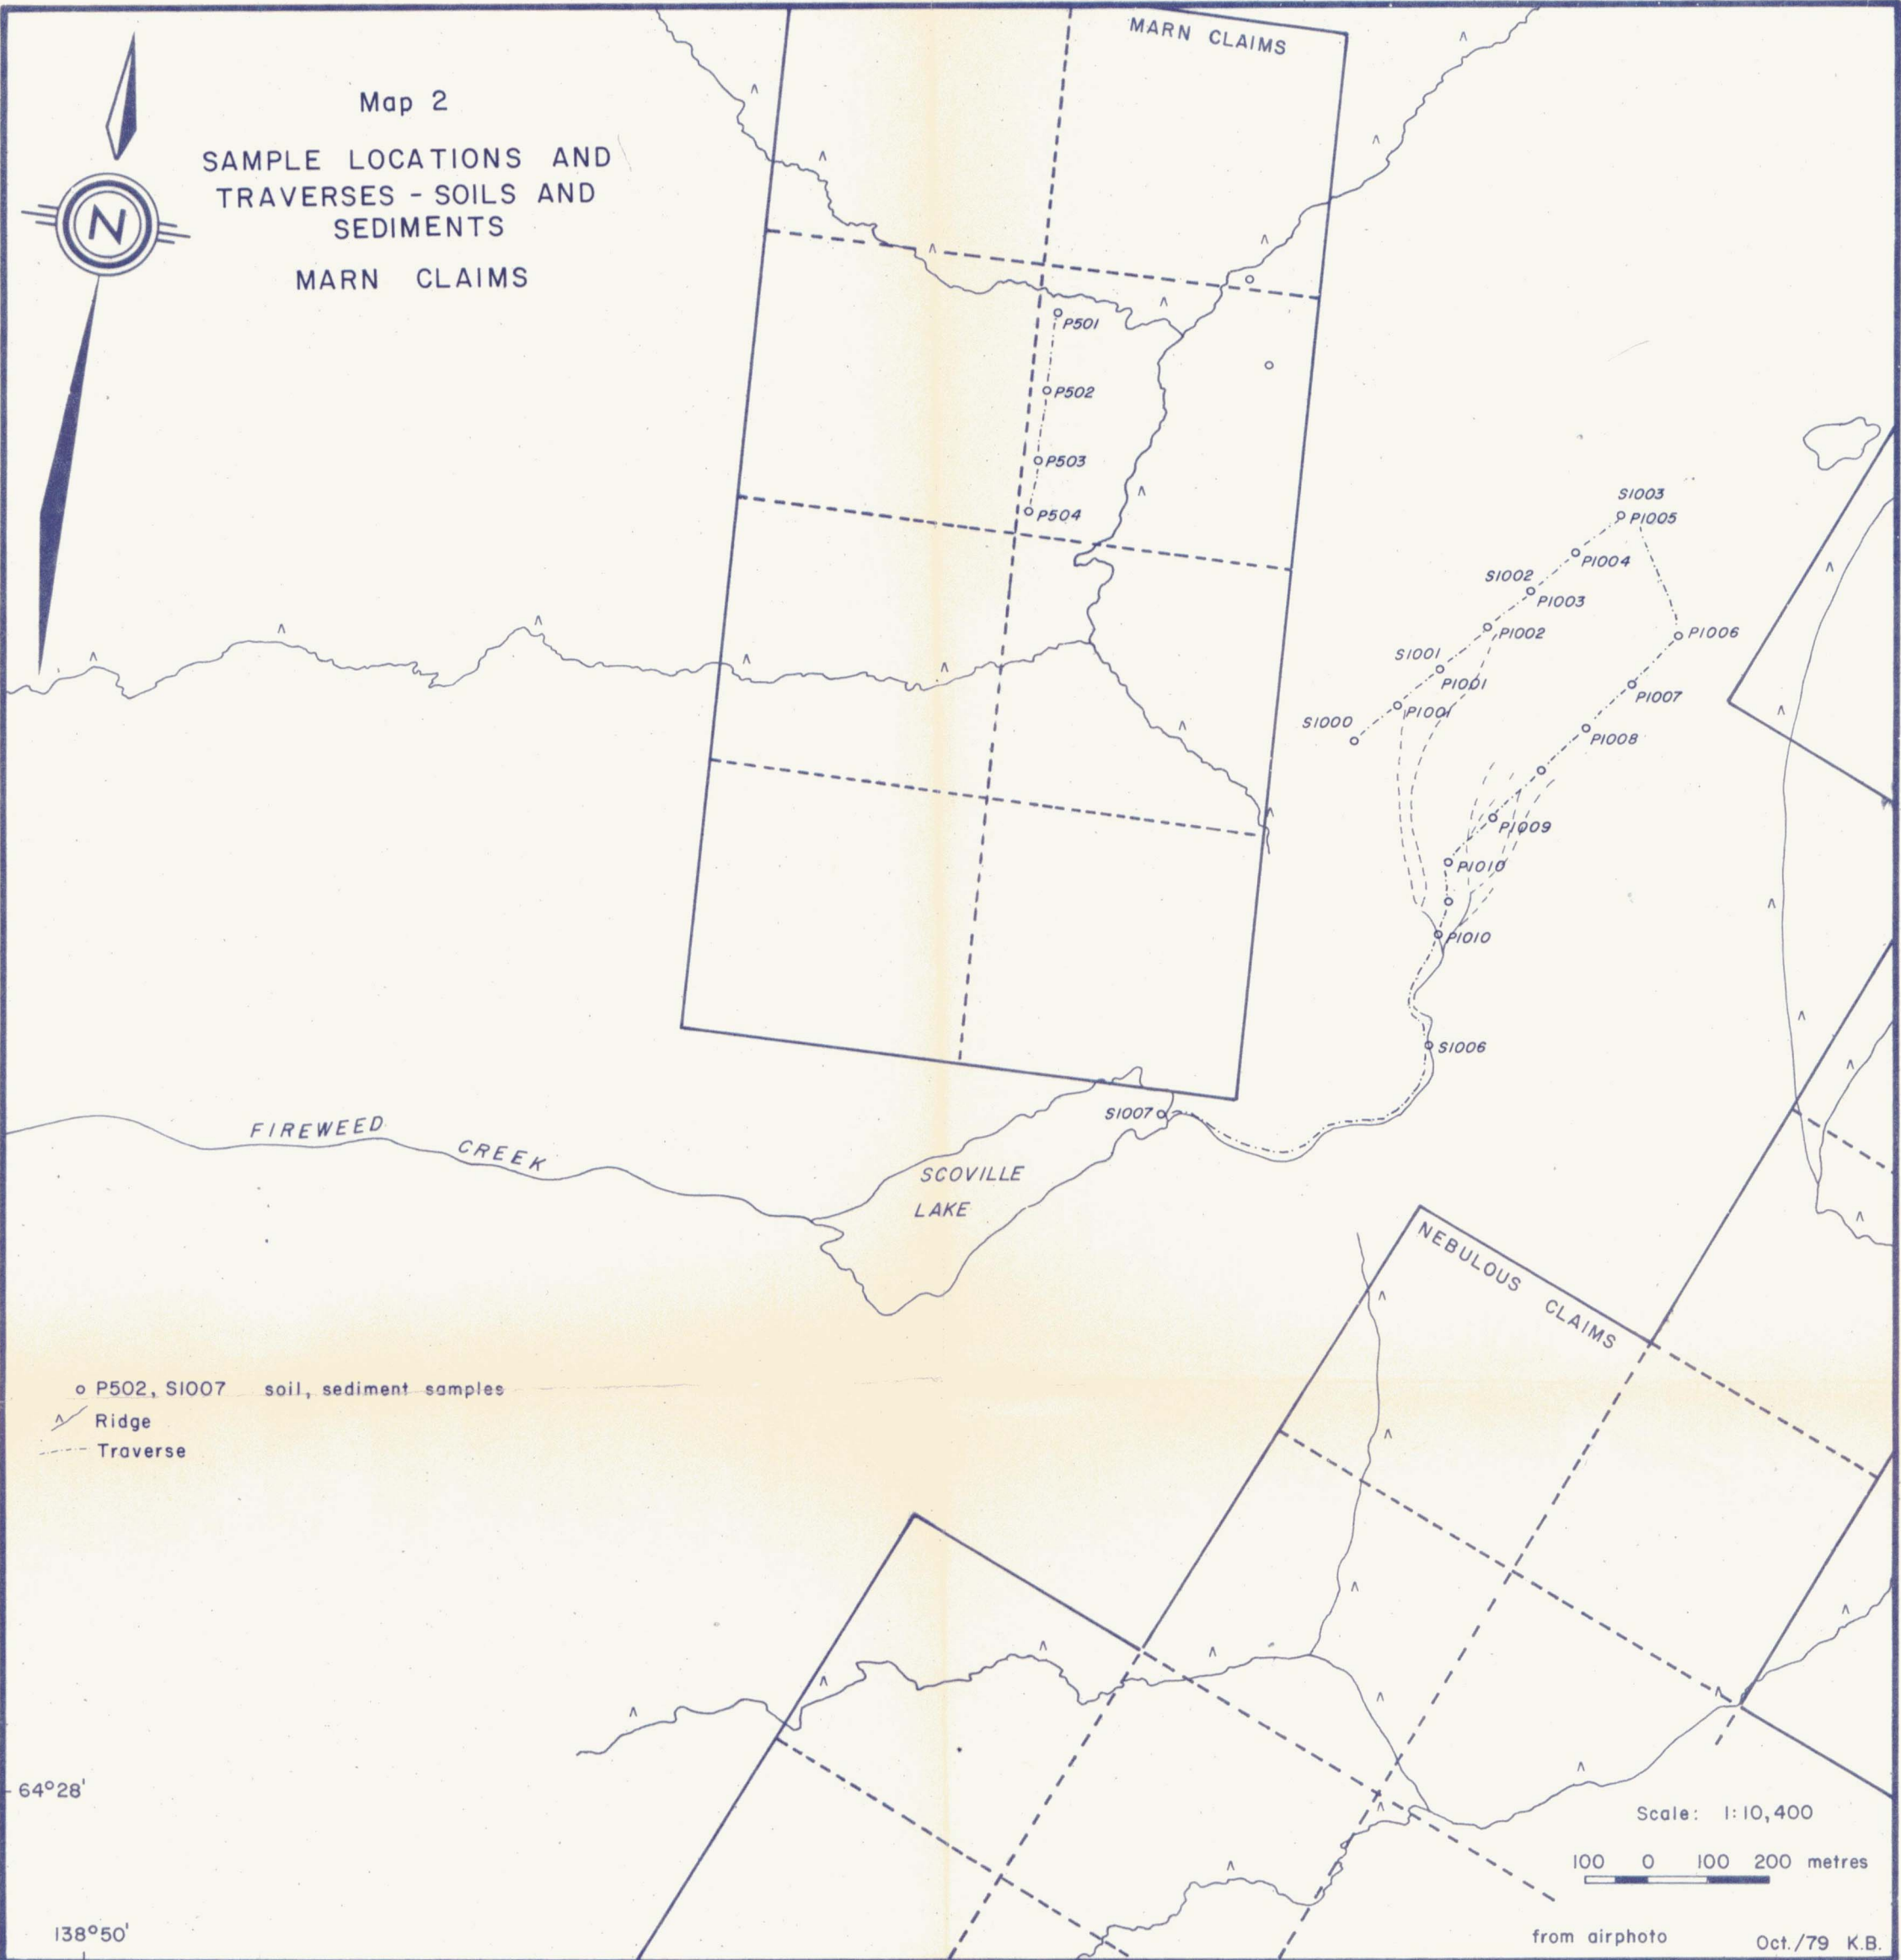 MARN CLAIMS
Map 2
SAMPLE LOCATIONS AND
TRAVERSES - SOILS AND
SEDIMENTS
MARN CLAIMS
N
P501
P502
P503
P504
S1003
P1005
P1004
S1002
P1003
P1002
P1006
S1001
P1001
P1007
S1000
P1001
P1008
P1009
P1010
P1010
S1006
S1007
FIREWEED
CREEK
SCOVILLE
LAKE
NEBULOUS CLAIMS
P502, S1007 soil, sediment samples
Ridge
Traverse
64°28'
Scale: 1:10,400
100 0 100 200 metres
138°50'
from airphoto
Oct./79 K.B.